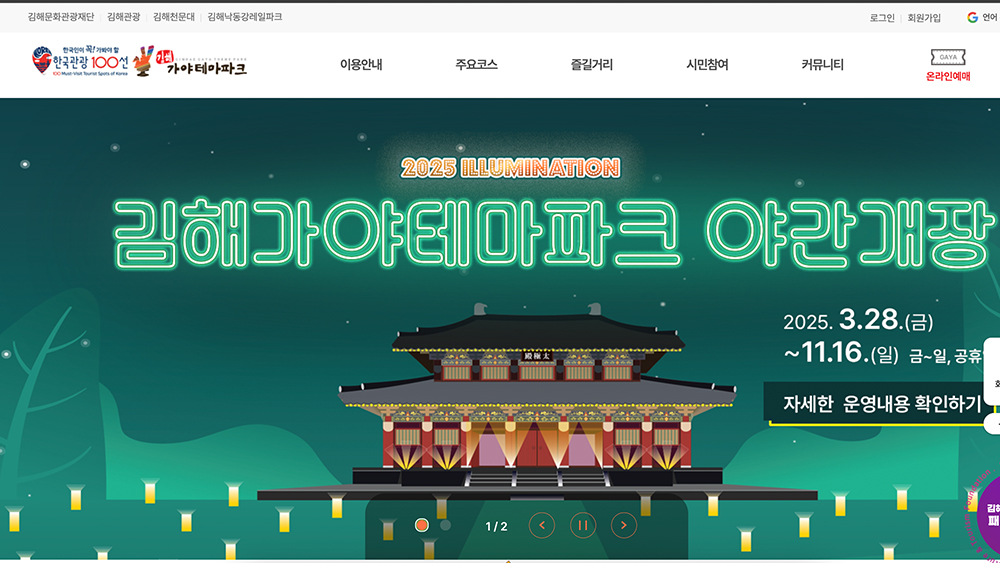 김해문화관광재단 | 김해관광 | 김해천문대 | 김해낙동강레일파크
로그인 | 회원가입
G 언어
한국인이 꼭! 가봐야 할
한국관광 100선
100 Must-Visit Tourist Spots of Korea
김해
가야테마파크
이용안내
주요코스
즐길거리
시민참여
커뮤니티
GAYA
온라인예매
2025 ILLUMINATION
김해가야테마파크 야간개장
殿極太
2025. 3.28.(금)
~11.16.(일) 금~일, 공휴
자세한 운영내용 확인하기
1 / 2
김해
패